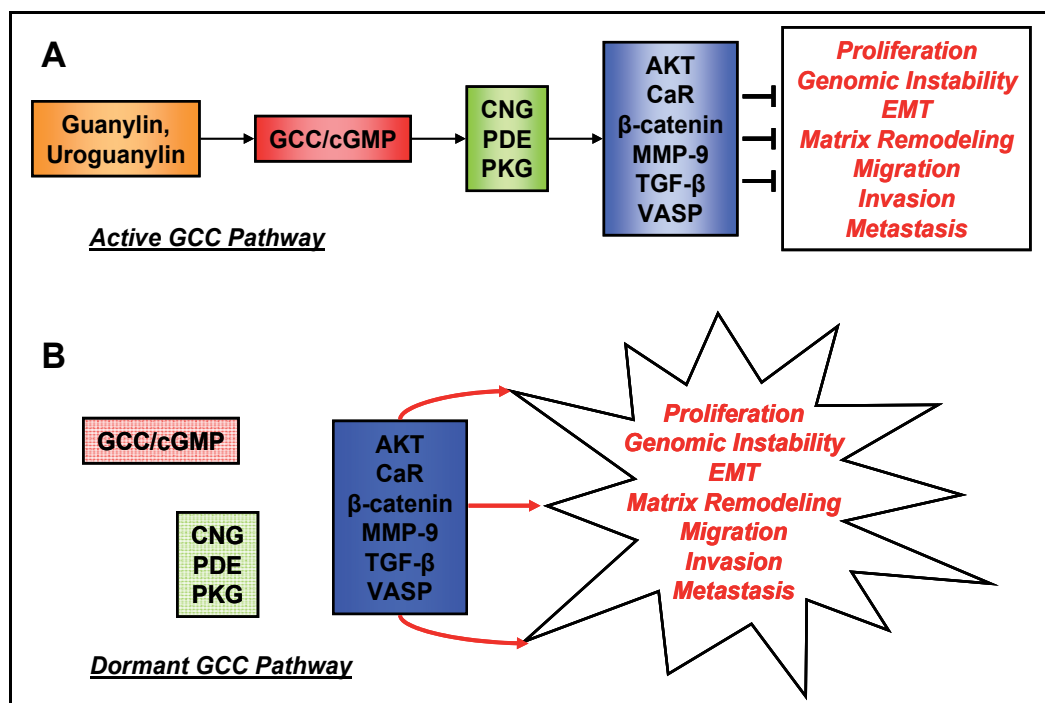 A
Guanylin,
Uroguanylin
GCC/cGMP
CNG
PDE
PKG
AKT
CaR
β-catenin
MMP-9
TGF-β
VASP
Proliferation
Genomic Instability
EMT
Matrix Remodeling
Migration
Invasion
Metastasis
Active GCC Pathway
B
GCC/cGMP
CNG
PDE
PKG
AKT
CaR
β-catenin
MMP-9
TGF-β
VASP
Proliferation
Genomic Instability
EMT
Matrix Remodeling
Migration
Invasion
Metastasis
Dormant GCC Pathway